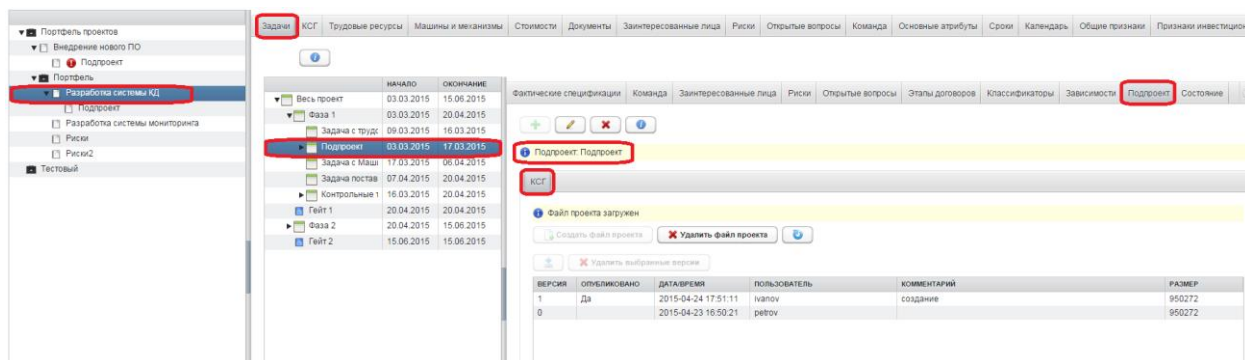 Портфель проектов
Внедрение нового ПО
Подпроект
Портфель
Разработка системы КД
Подпроект
Разработка системы мониторинга
Риски
Риски2
Тестовый
Задачи КСГ Трудовые ресурсы Машины и механизмы Стоимости Документы Заинтересованные лица Риски Открытые вопросы Команда Основные атрибуты Сроки Календарь Общие признаки Признаки инвестицион
НАЧАЛО ОКОНЧАНИЕ
Весь проект 03.03.2015 15.06.2015
Фаза 1 03.03.2015 20.04.2015
Задача с трудс 09.03.2015 16.03.2015
Подпроект 03.03.2015 17.03.2015
Задача с Маши 17.03.2015 06.04.2015
Задача постав 07.04.2015 20.04.2015
Контрольные т 16.03.2015 20.04.2015
Гейт 1 20.04.2015 20.04.2015
Фаза 2 20.04.2015 15.06.2015
Гейт 2 15.06.2015 15.06.2015
Фактические спецификации Команда Заинтересованные лица Риски Открытые вопросы Этапы договоров Классификаторы Зависимости Подпроект Состояние
Подпроект: Подпроект
КСГ
Файл проекта загружен
Создать файл проекта Удалить файл проекта
Удалить выбранные версии
ВЕРСИЯ ОПУБЛИКОВАНО ДАТА/ВРЕМЯ ПОЛЬЗОВАТЕЛЬ КОММЕНТАРИЙ РАЗМЕР
1 Да 2015-04-24 17:51:11 ivanov создание 950272
0 2015-04-23 16:50:21 petrov 950272